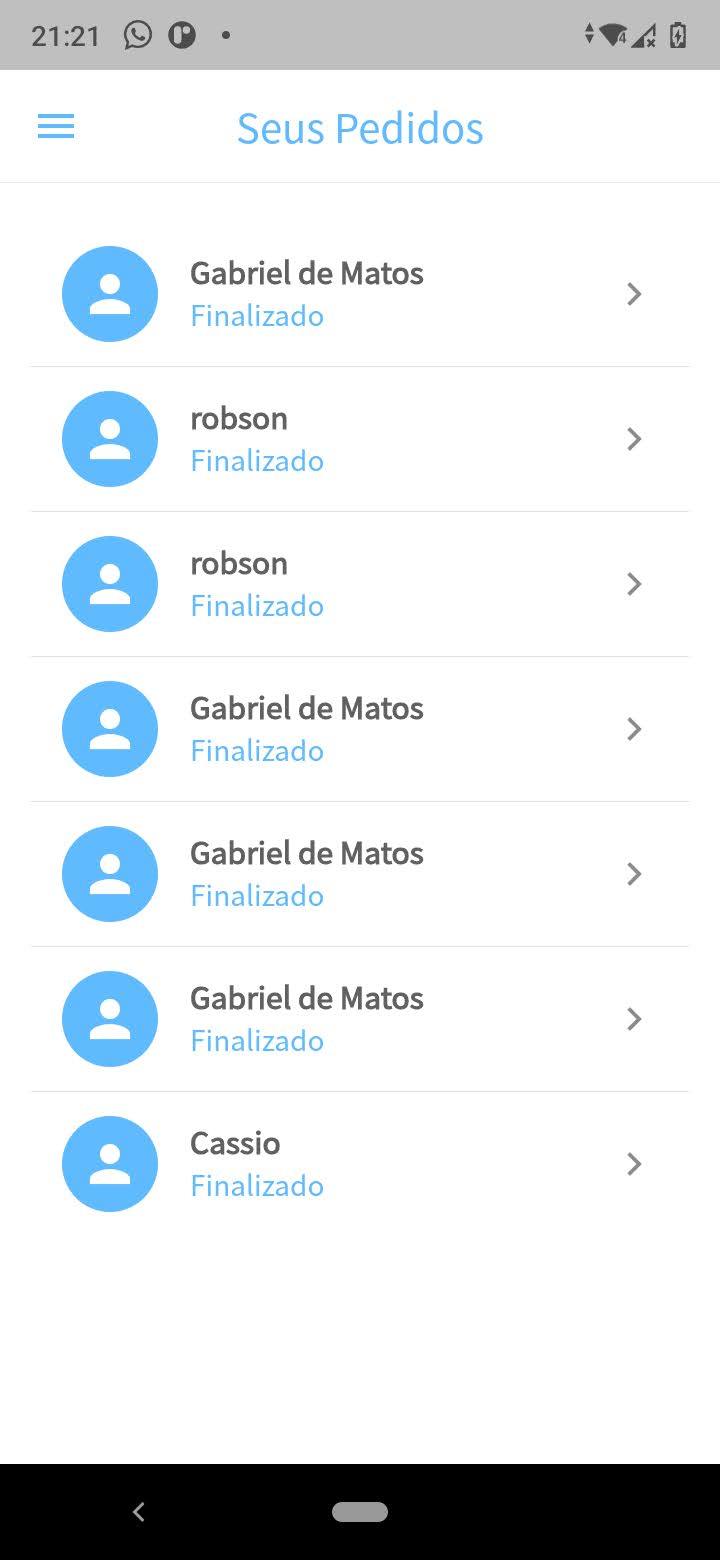 21:21
Seus Pedidos
Gabriel de Matos
Finalizado
robson
Finalizado
robson
Finalizado
Gabriel de Matos
Finalizado
Gabriel de Matos
Finalizado
Gabriel de Matos
Finalizado
Cassio
Finalizado